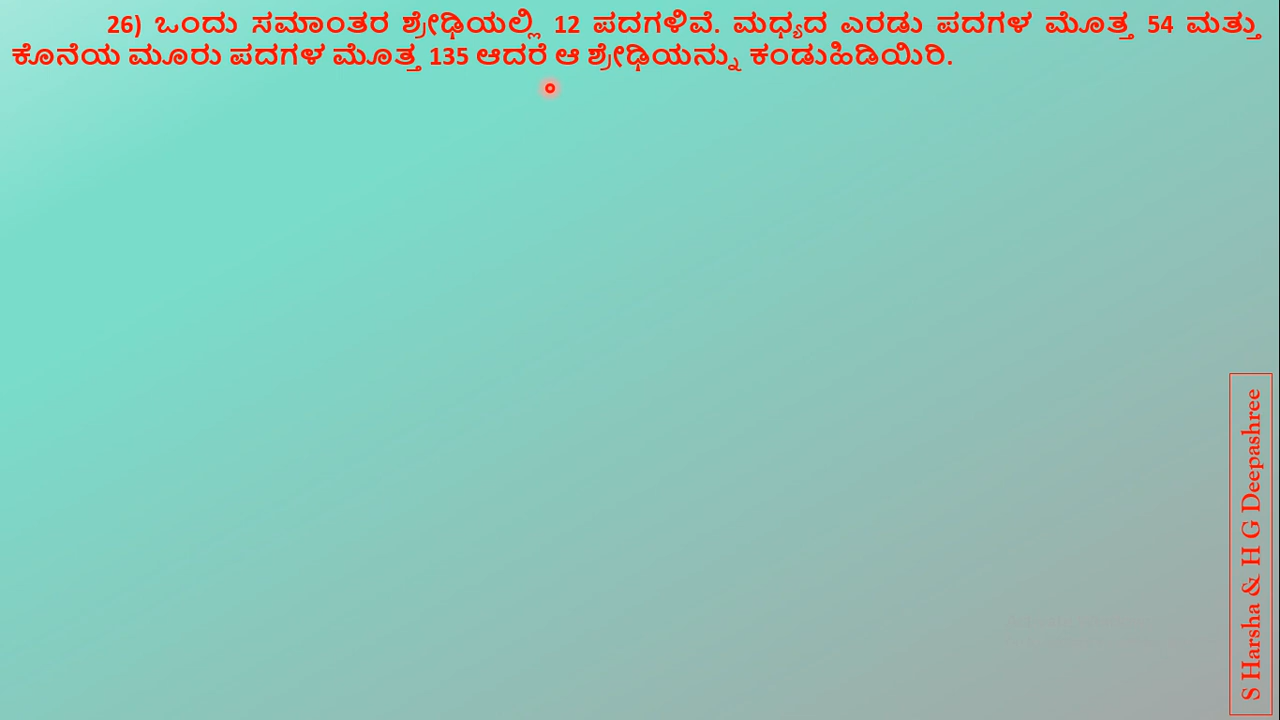 26) ಒಂದು ಸಮಾಂತರ ಶ್ರೇಢಿಯಲ್ಲಿ 12 ಪದಗಳಿವೆ. ಮಧ್ಯದ ಎರಡು ಪದಗಳ ಮೊತ್ತ 54 ಮತ್ತು
ಕೊನೆಯ ಮೂರು ಪದಗಳ ಮೊತ್ತ 135 ಆದರೆ ಆ ಶ್ರೇಢಿಯನ್ನು ಕಂಡುಹಿಡಿಯಿರಿ.
S Harsha & H G Deepashree